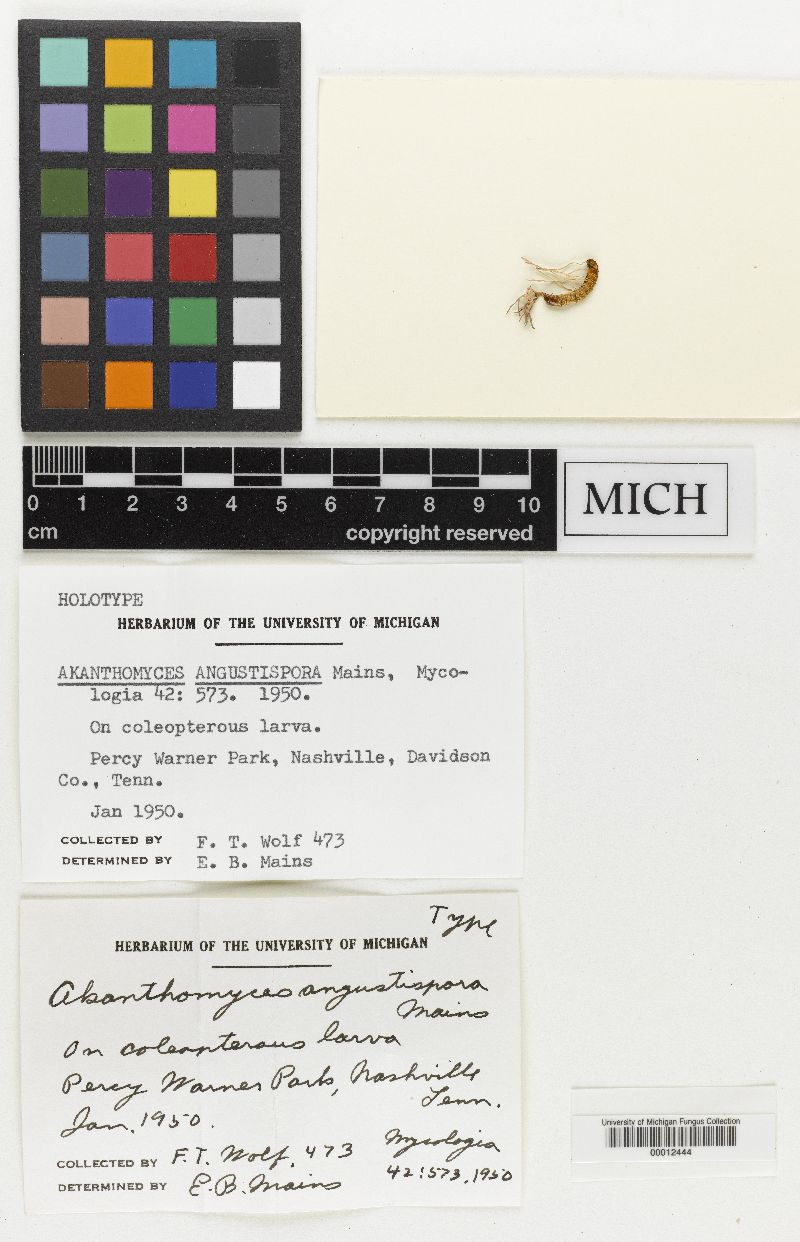 0 1 2 3 4 5 6 7 8 9 10
cm copyright reserved
MICH
HOLOTYPE
HERBARIUM OF THE UNIVERSITY OF MICHIGAN
AKANTHOMYCES ANGUSTISPORA Mains, Myco-
logia 42: 573. 1950.
On coleopterous larva.
Percy Warner Park, Nashville, Davidson
Co., Tenn.
Jan 1950.
COLLECTED BY F. T. Wolf 473
DETERMINED BY E. B. Mains
Type
HERBARIUM OF THE UNIVERSITY OF MICHIGAN
Akanthomyces angustispora
Mains
On coleopterous larva
Percy Warner Park, Nashville
Tenn.
Jan. 1950.
COLLECTED BY F. T. Wolf. 473
DETERMINED BY E. B. Mains
Mycologia
42:573, 1950
University of Michigan Fungus Collection
00012444